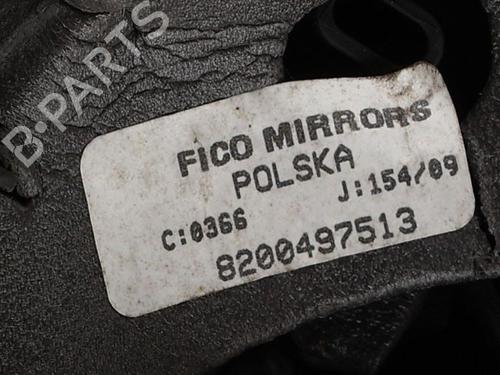 B·PARTS
FICO MIRRORS
POLSKA
C:0366 J:154/09
8200497513